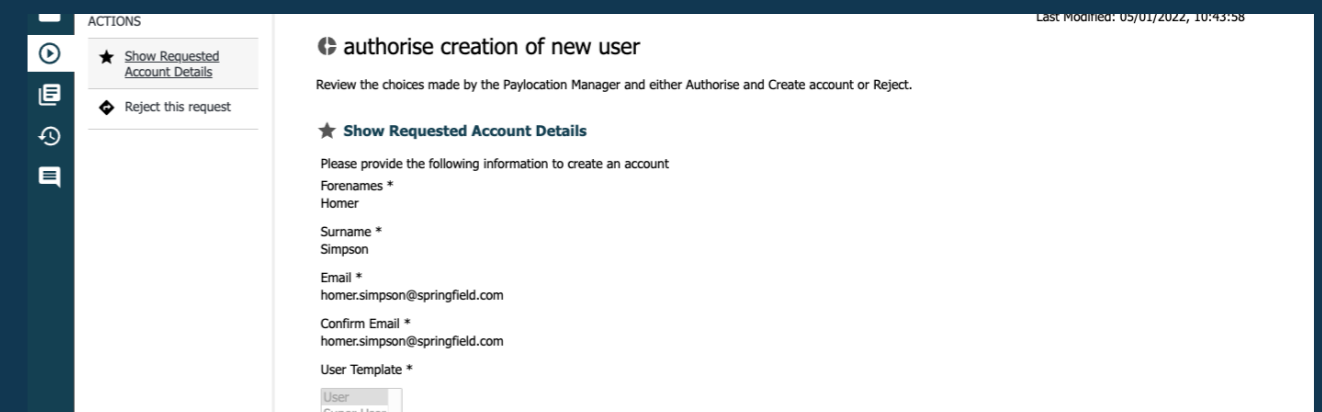 Last Modified: 05/01/2022, 10:43:58
ACTIONS
Show Requested
Account Details
Reject this request
authorise creation of new user
Review the choices made by the Paylocation Manager and either Authorise and Create account or Reject.
Show Requested Account Details
Please provide the following information to create an account
Forenames *
Homer
Surname *
Simpson
Email *
homer.simpson@springfield.com
Confirm Email *
homer.simpson@springfield.com
User Template *
User
Super User